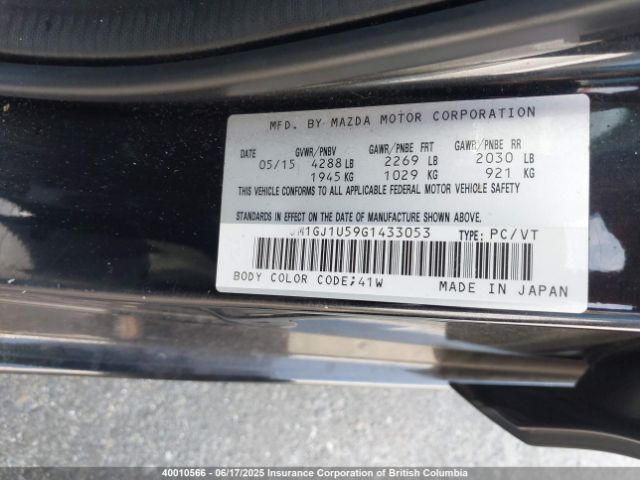 MFD. BY MAZDA MOTOR CORPORATION
DATE GVWR/PNBV GAWR/PNBE FRT GAWR/PNBE RR
05/15 4288 LB 2269 LB 2030 LB
1945 KG 1029 KG 921 KG
THIS VEHICLE CONFORMS TO ALL APPLICABLE FEDERAL MOTOR VEHICLE SAFETY
STANDARDS IN EFFECT ON THE DATE OF MANUFACTURE SHOWN ABOVE.
JM1GJ1U59G1433053 TYPE: PC/VT
BODY COLOR CODE;41W MADE IN JAPAN
40010566 - 06/17/2025 Insurance Corporation of British Columbia